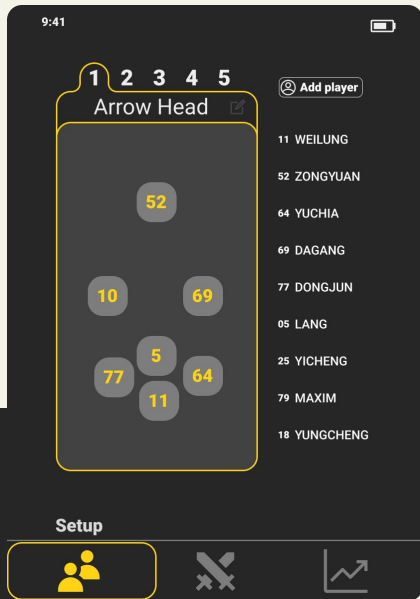 9:41
1 2 3 4 5
Arrow Head
Add player
11 WEILUNG
52 ZONGYUAN
64 YUCHIA
69 DAGANG
77 DONGJUN
05 LANG
25 YICHENG
79 MAXIM
18 YUNGCHENG
52
10 69
5
77 64
11
Setup